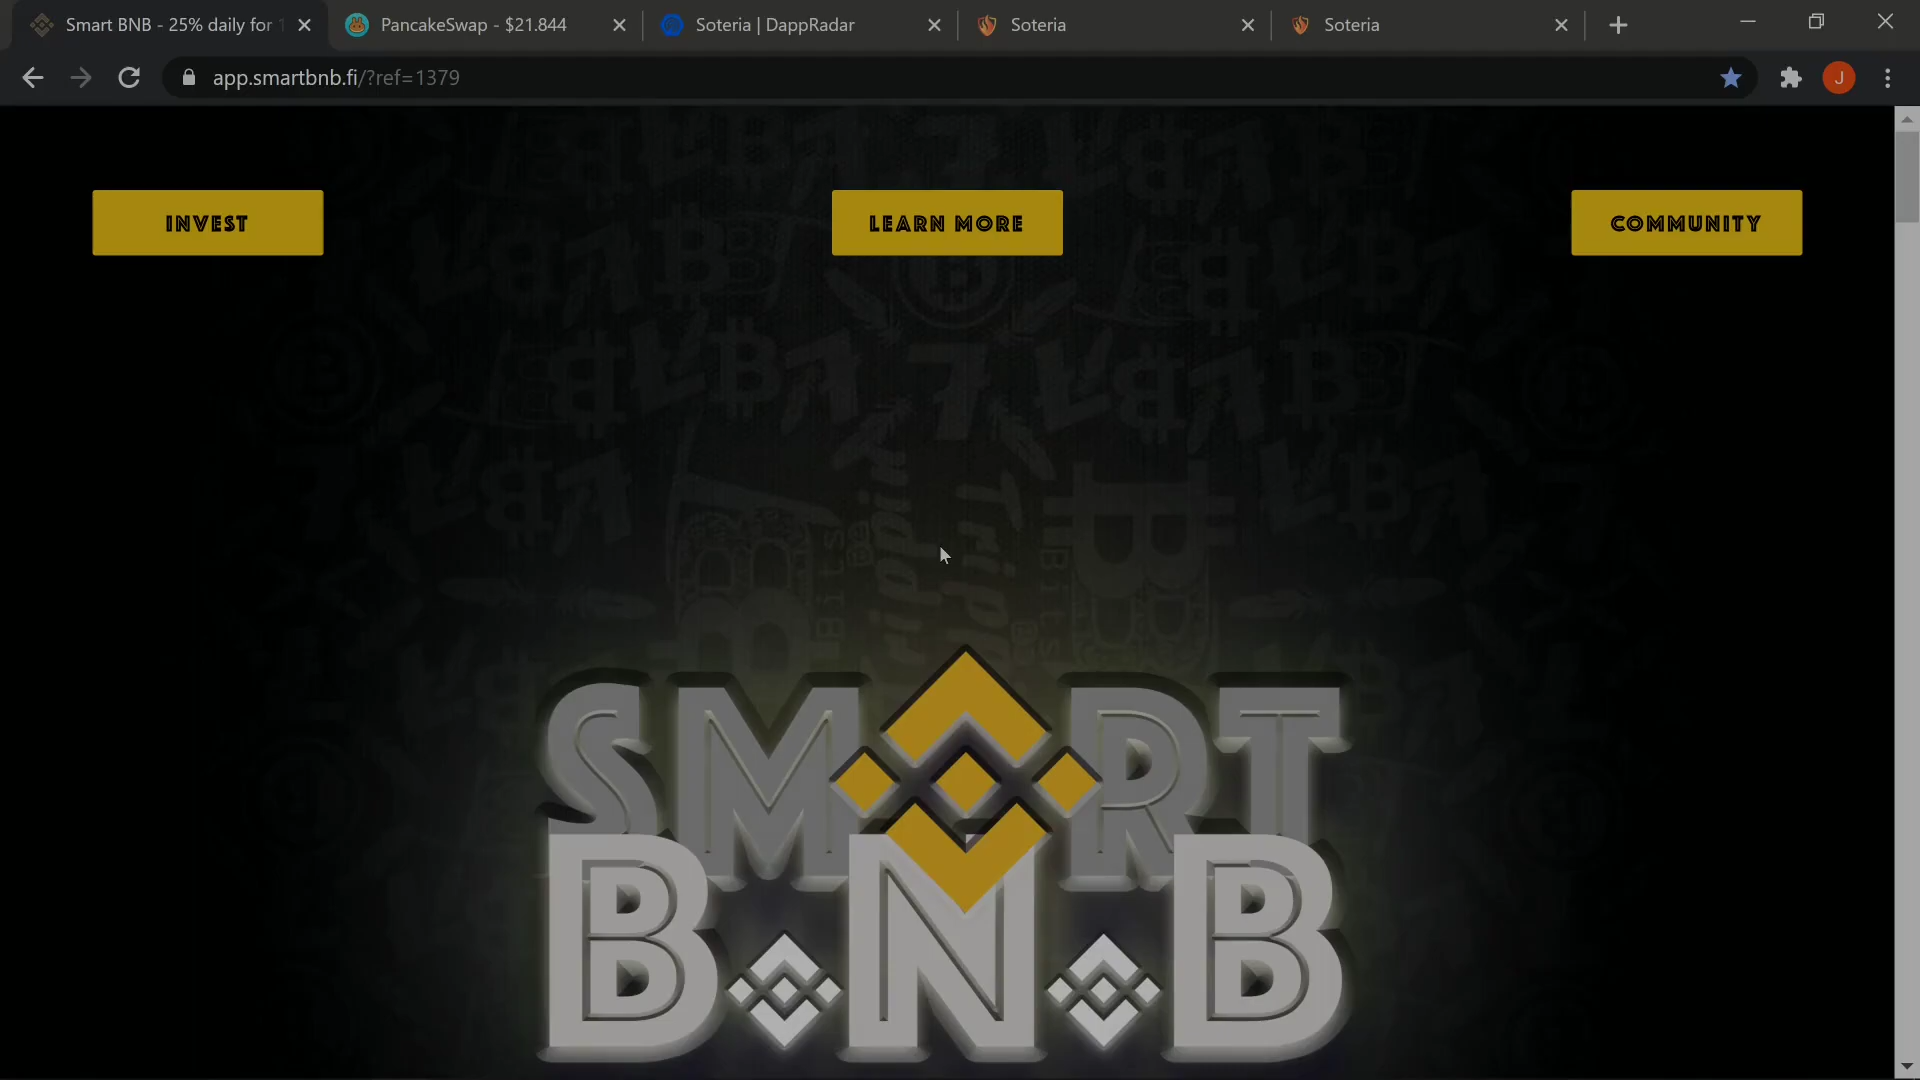 Smart BNB - 25% daily for
PancakeSwap - $21.844
Soteria | DappRadar
Soteria
Soteria
app.smartbnb.fi/?ref=1379
J
INVEST
LEARN MORE
COMMUNITY
SMART
BNB